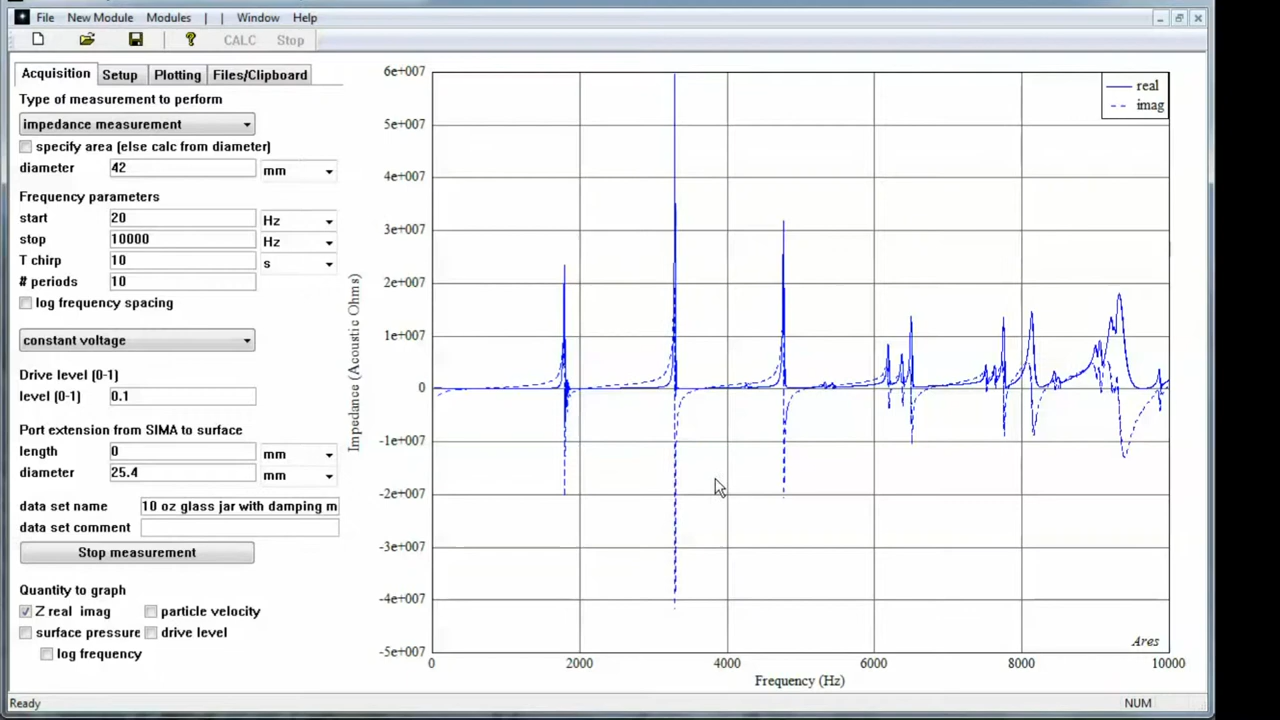 File New Module Modules | | Window Help
CALC Stop
Acquisition Setup Plotting Files/Clipboard
Type of measurement to perform
impedance measurement
specify area (else calc from diameter)
diameter 42 mm
Frequency parameters
start 20 Hz
stop 10000 Hz
T chirp 10 s
# periods 10
log frequency spacing
constant voltage
Drive level (0-1)
level (0-1) 0.1
Port extension from SIMA to surface
length 0 mm
diameter 25.4 mm
data set name 10 oz glass jar with damping m
data set comment
Stop measurement
Quantity to graph
Z real imag particle velocity
surface pressure drive level
log frequency
6e+007
5e+007
4e+007
3e+007
2e+007
1e+007
0
-1e+007
-2e+007
-3e+007
-4e+007
-5e+007
Impedance (Acoustic Ohms)
real
imag
Ares
0 2000 4000 6000 8000 10000
Frequency (Hz)
Ready NUM